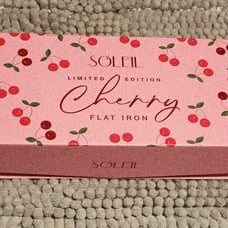 SOLEIL
LIMITED EDITION
Cherry
FLAT IRON
SOLEIL